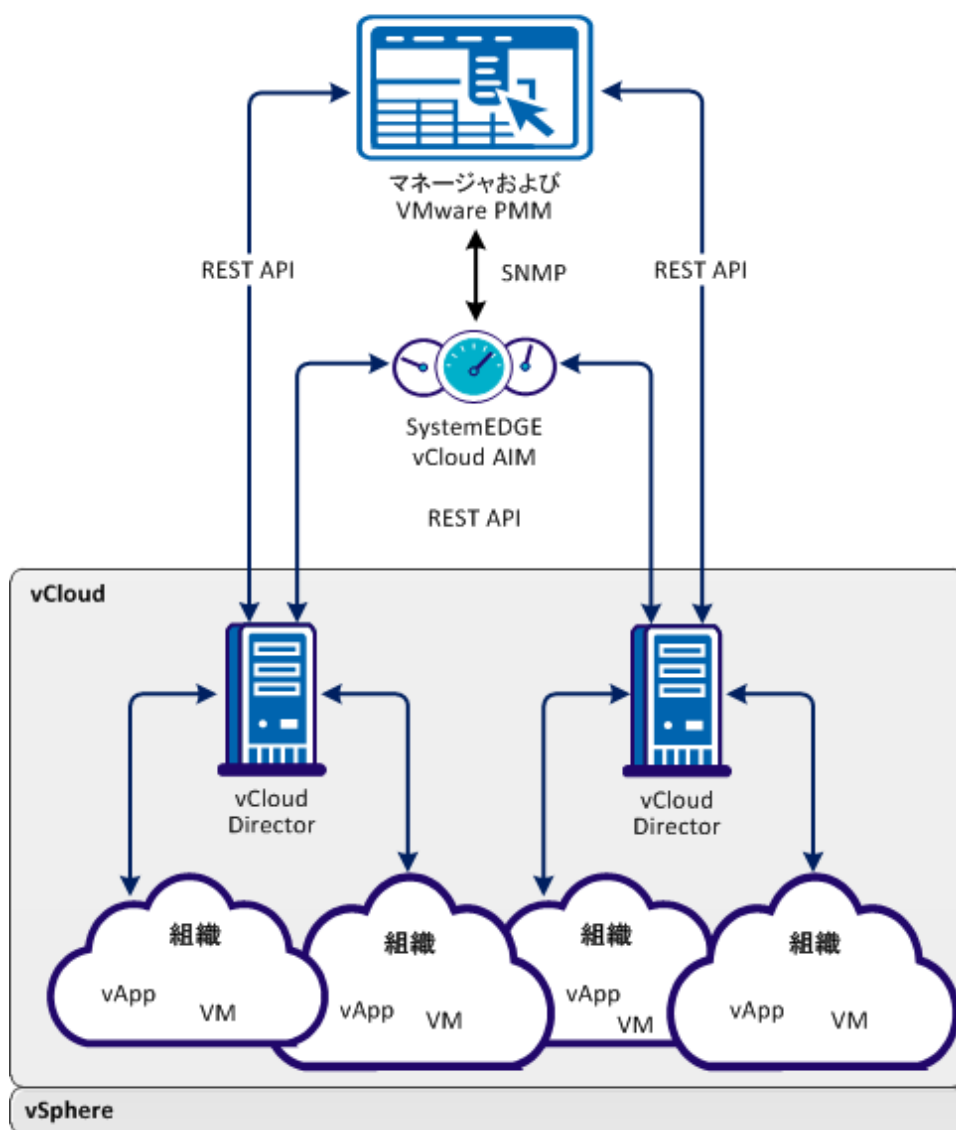 マネージャおよび
VMware PMM
REST API
SNMP
REST API
SystemEDGE
vCloud AIM
REST API
vCloud
vCloud
Director
vCloud
Director
組織
vApp
VM
組織
vApp
VM
組織
vApp
VM
組織
vApp
VM
vSphere